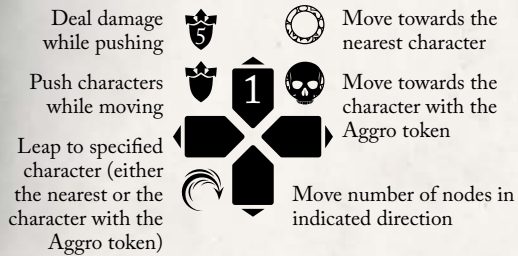 Deal damage
while pushing
5
Move towards the
nearest character
Push characters
while moving
1
Move towards the
character with the
Aggro token
Leap to specified
character (either
the nearest or the
character with the
Aggro token)
Move number of nodes in
indicated direction